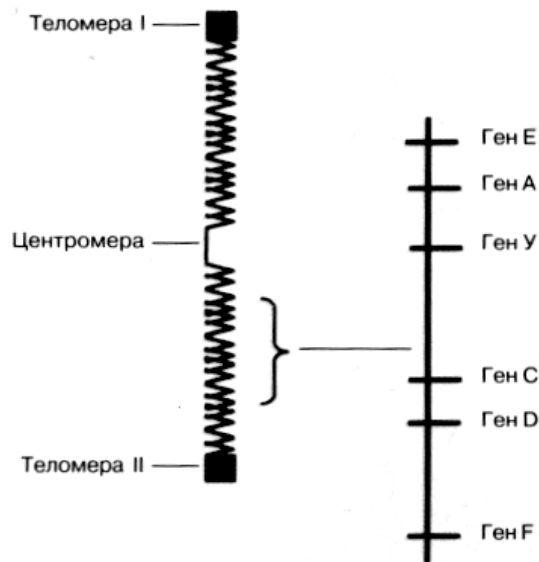 Теломера I
Центромера
Теломера II
Ген Е
Ген А
Ген У
Ген С
Ген D
Ген F